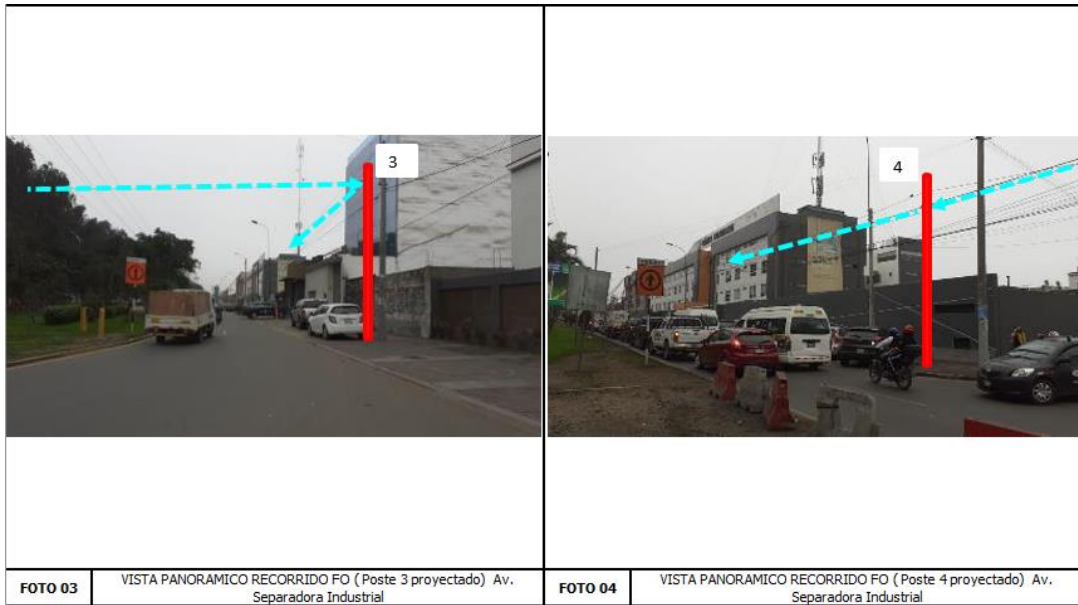 3
4
FOTO 03
VISTA PANORAMICO RECORRIDO FO ( Poste 3 proyectado) Av.
Separadora Industrial
FOTO 04
VISTA PANORAMICO RECORRIDO FO ( Poste 4 proyectado) Av.
Separadora Industrial